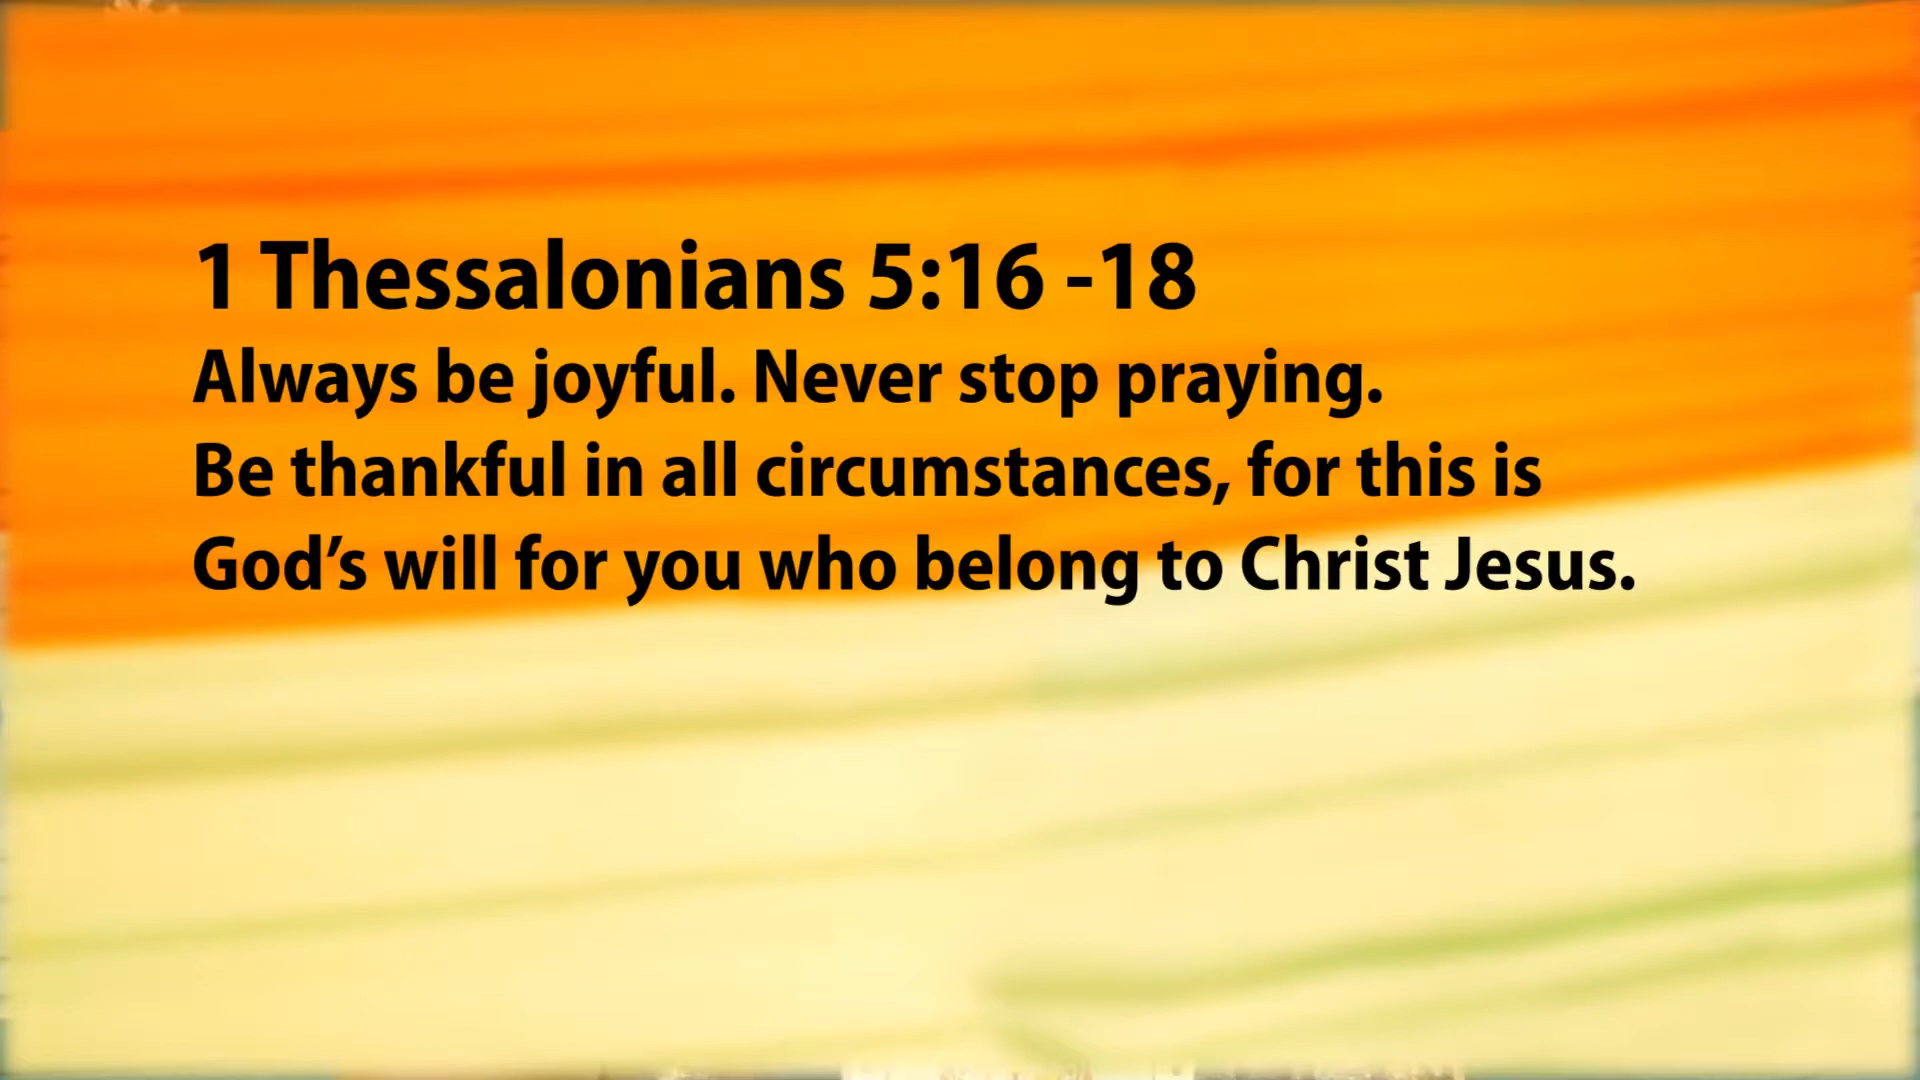 1 Thessalonians 5:16 -18
Always be joyful. Never stop praying.
Be thankful in all circumstances, for this is
God’s will for you who belong to Christ Jesus.